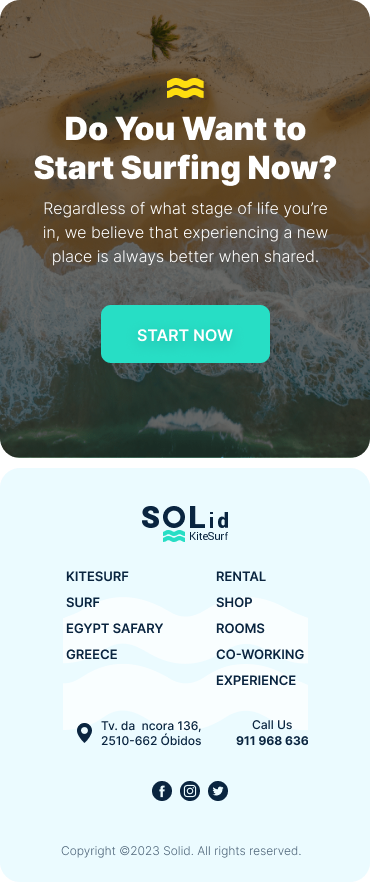 Do You Want to
Start Surfing Now?
Regardless of what stage of life you’re
in, we believe that experiencing a new
place is always better when shared.
START NOW
SOLid
KiteSurf
KITESURF
RENTAL
SURF
SHOP
EGYPT SAFARY
ROOMS
GREECE
CO-WORKING
EXPERIENCE
Tv. da  ncora 136,
2510-662 Óbidos
Call Us
911 968 636
Copyright ©2023 Solid. All rights reserved.